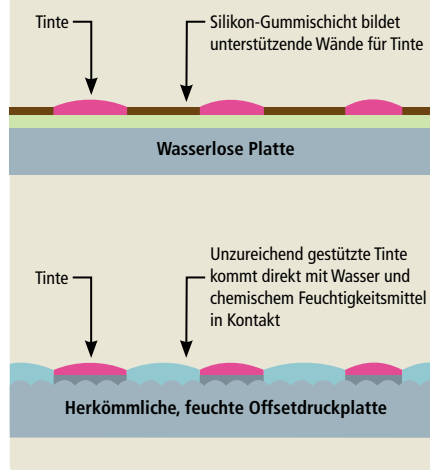 Tinte
Silikon-Gummischicht bildet
unterstützende Wände für Tinte
Wasserlose Platte
Tinte
Unzureichend gestützte Tinte
kommt direkt mit Wasser und
chemischem Feuchtigkeitsmittel
in Kontakt
Herkömmliche, feuchte Offsetdruckplatte